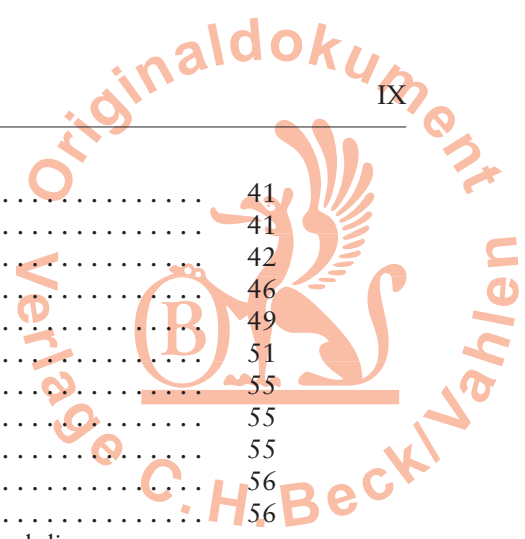 Originaldokument
IX
. . . . . . . . . . . . . . 41
. . . . . . . . . . . . . . 41
. . . . . . . . . . . . . . 42
. . . . . . . . . . . . . . 46
. . . . . . . . . . . . . . 49
. . . . . . . . . . . . . . 51
. . . . . . . . . . . . . . 55
. . . . . . . . . . . . . . 55
. . . . . . . . . . . . . . 55
. . . . . . . . . . . . . . 56
. . . . . . . . . . . . . . 56
B
Verlage C.H.Beck/Vahlen